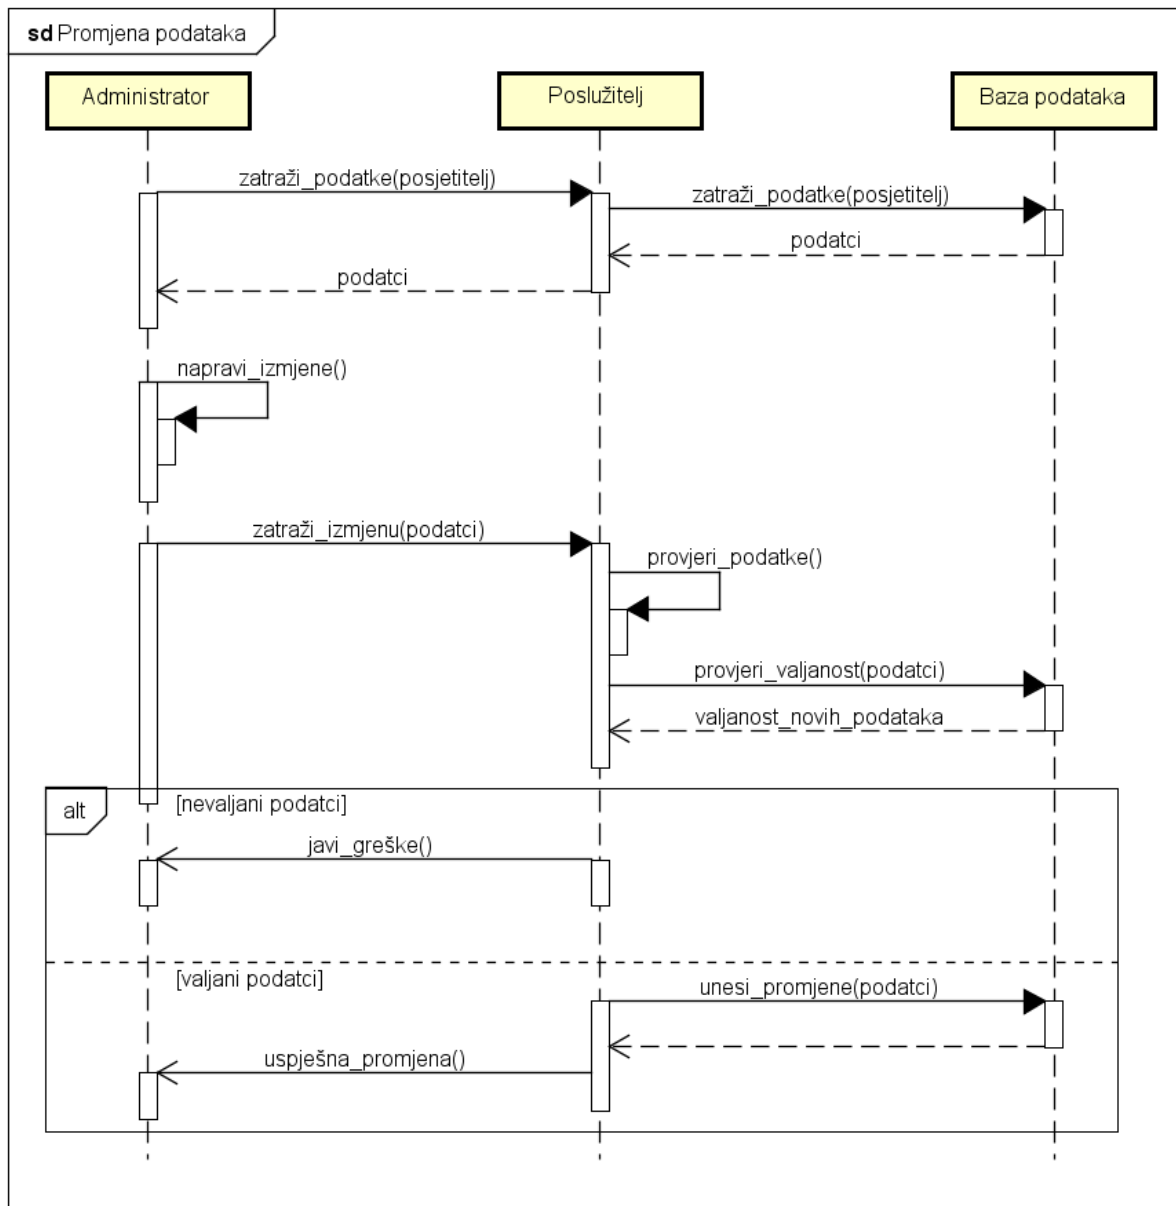 sd Promjena podataka
Administrator
Poslužitelj
Baza podataka
zatraži_podatke(posjetitelj)
zatraži_podatke(posjetitelj)
podatci
podatci
napravi_izmjene()
zatraži_izmjenu(podatci)
provjeri_podatke()
provjeri_valjanost(podatci)
valjanost_novih_podataka
alt
[nevaljani podatci]
javi_greške()
[valjani podatci]
unesi_promjene(podatci)
uspješna_promjena()